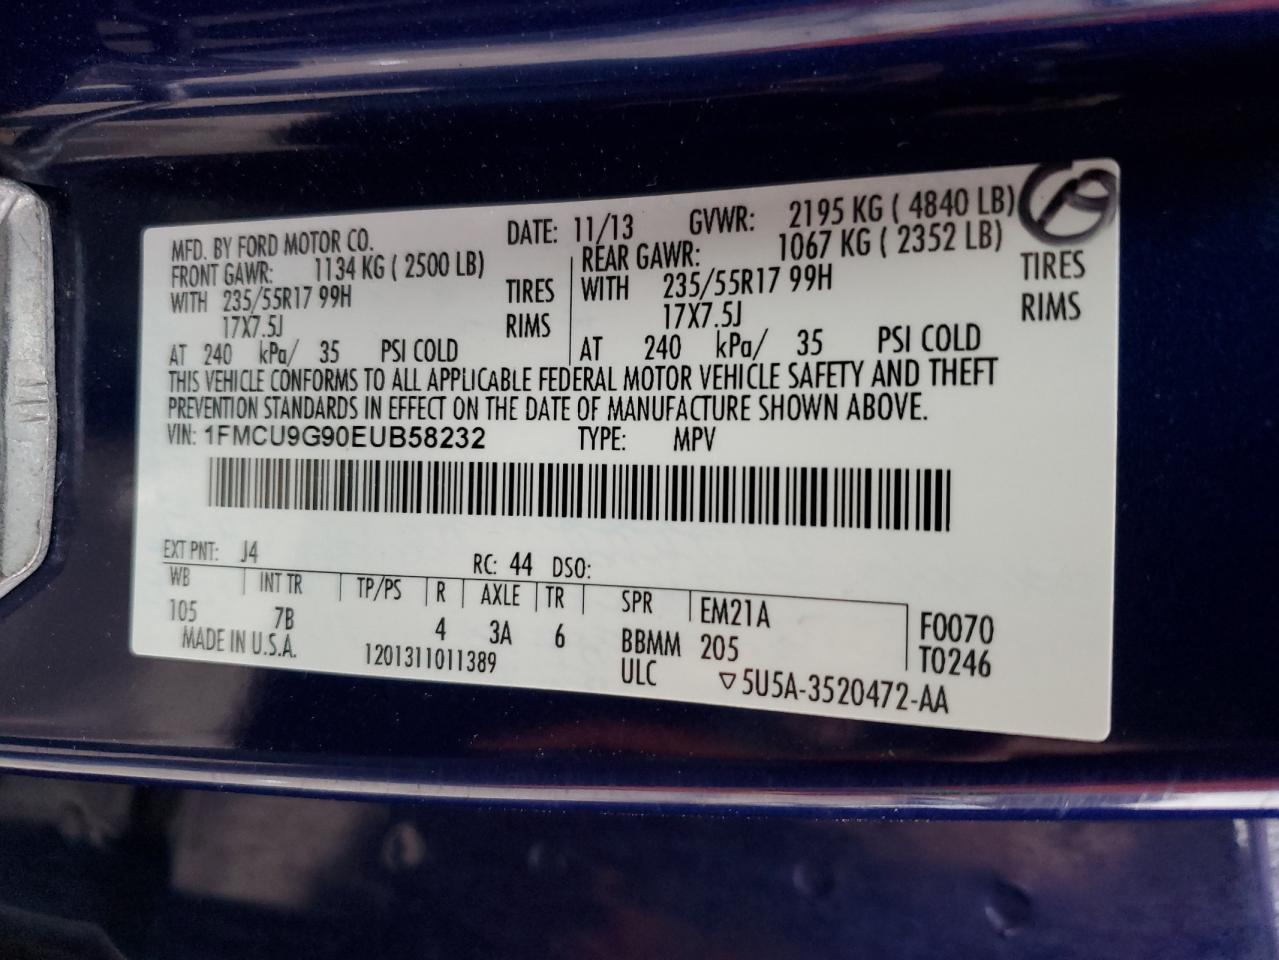 MFD. BY FORD MOTOR CO. DATE: 11/13 GVWR: 2195 KG ( 4840 LB)
FRONT GAWR: 1134 KG ( 2500 LB) REAR GAWR: 1067 KG ( 2352 LB)
WITH 235/55R17 99H TIRES WITH 235/55R17 99H TIRES
17X7.5J RIMS 17X7.5J RIMS
AT 240 kPa/ 35 PSI COLD AT 240 kPa/ 35 PSI COLD
THIS VEHICLE CONFORMS TO ALL APPLICABLE FEDERAL MOTOR VEHICLE SAFETY AND THEFT
PREVENTION STANDARDS IN EFFECT ON THE DATE OF MANUFACTURE SHOWN ABOVE.
VIN: 1FMCU9G90EUB58232 TYPE: MPV
EXT PNT: J4 RC: 44 DSO:
WB INT TR TP/PS R AXLE TR SPR EM21A F0070
105 7B 4 3A 6 BBMM 205 T0246
MADE IN U.S.A. 1201311011389 ULC ▽5U5A-3520472-AA